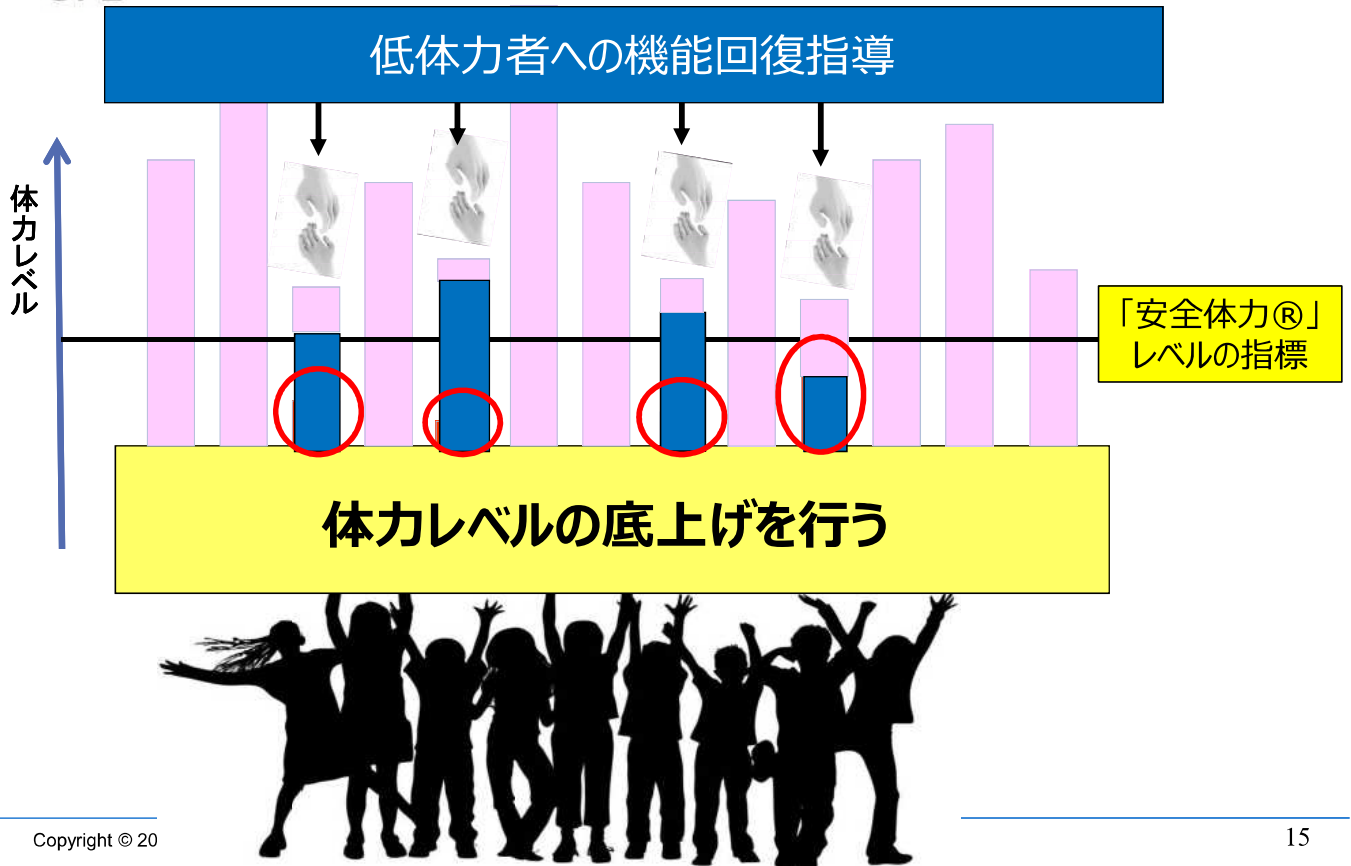 低体力者への機能回復指導
体力レベル
「安全体力®」
レベルの指標
体力レベルの底上げを行う
Copyright © 20
15